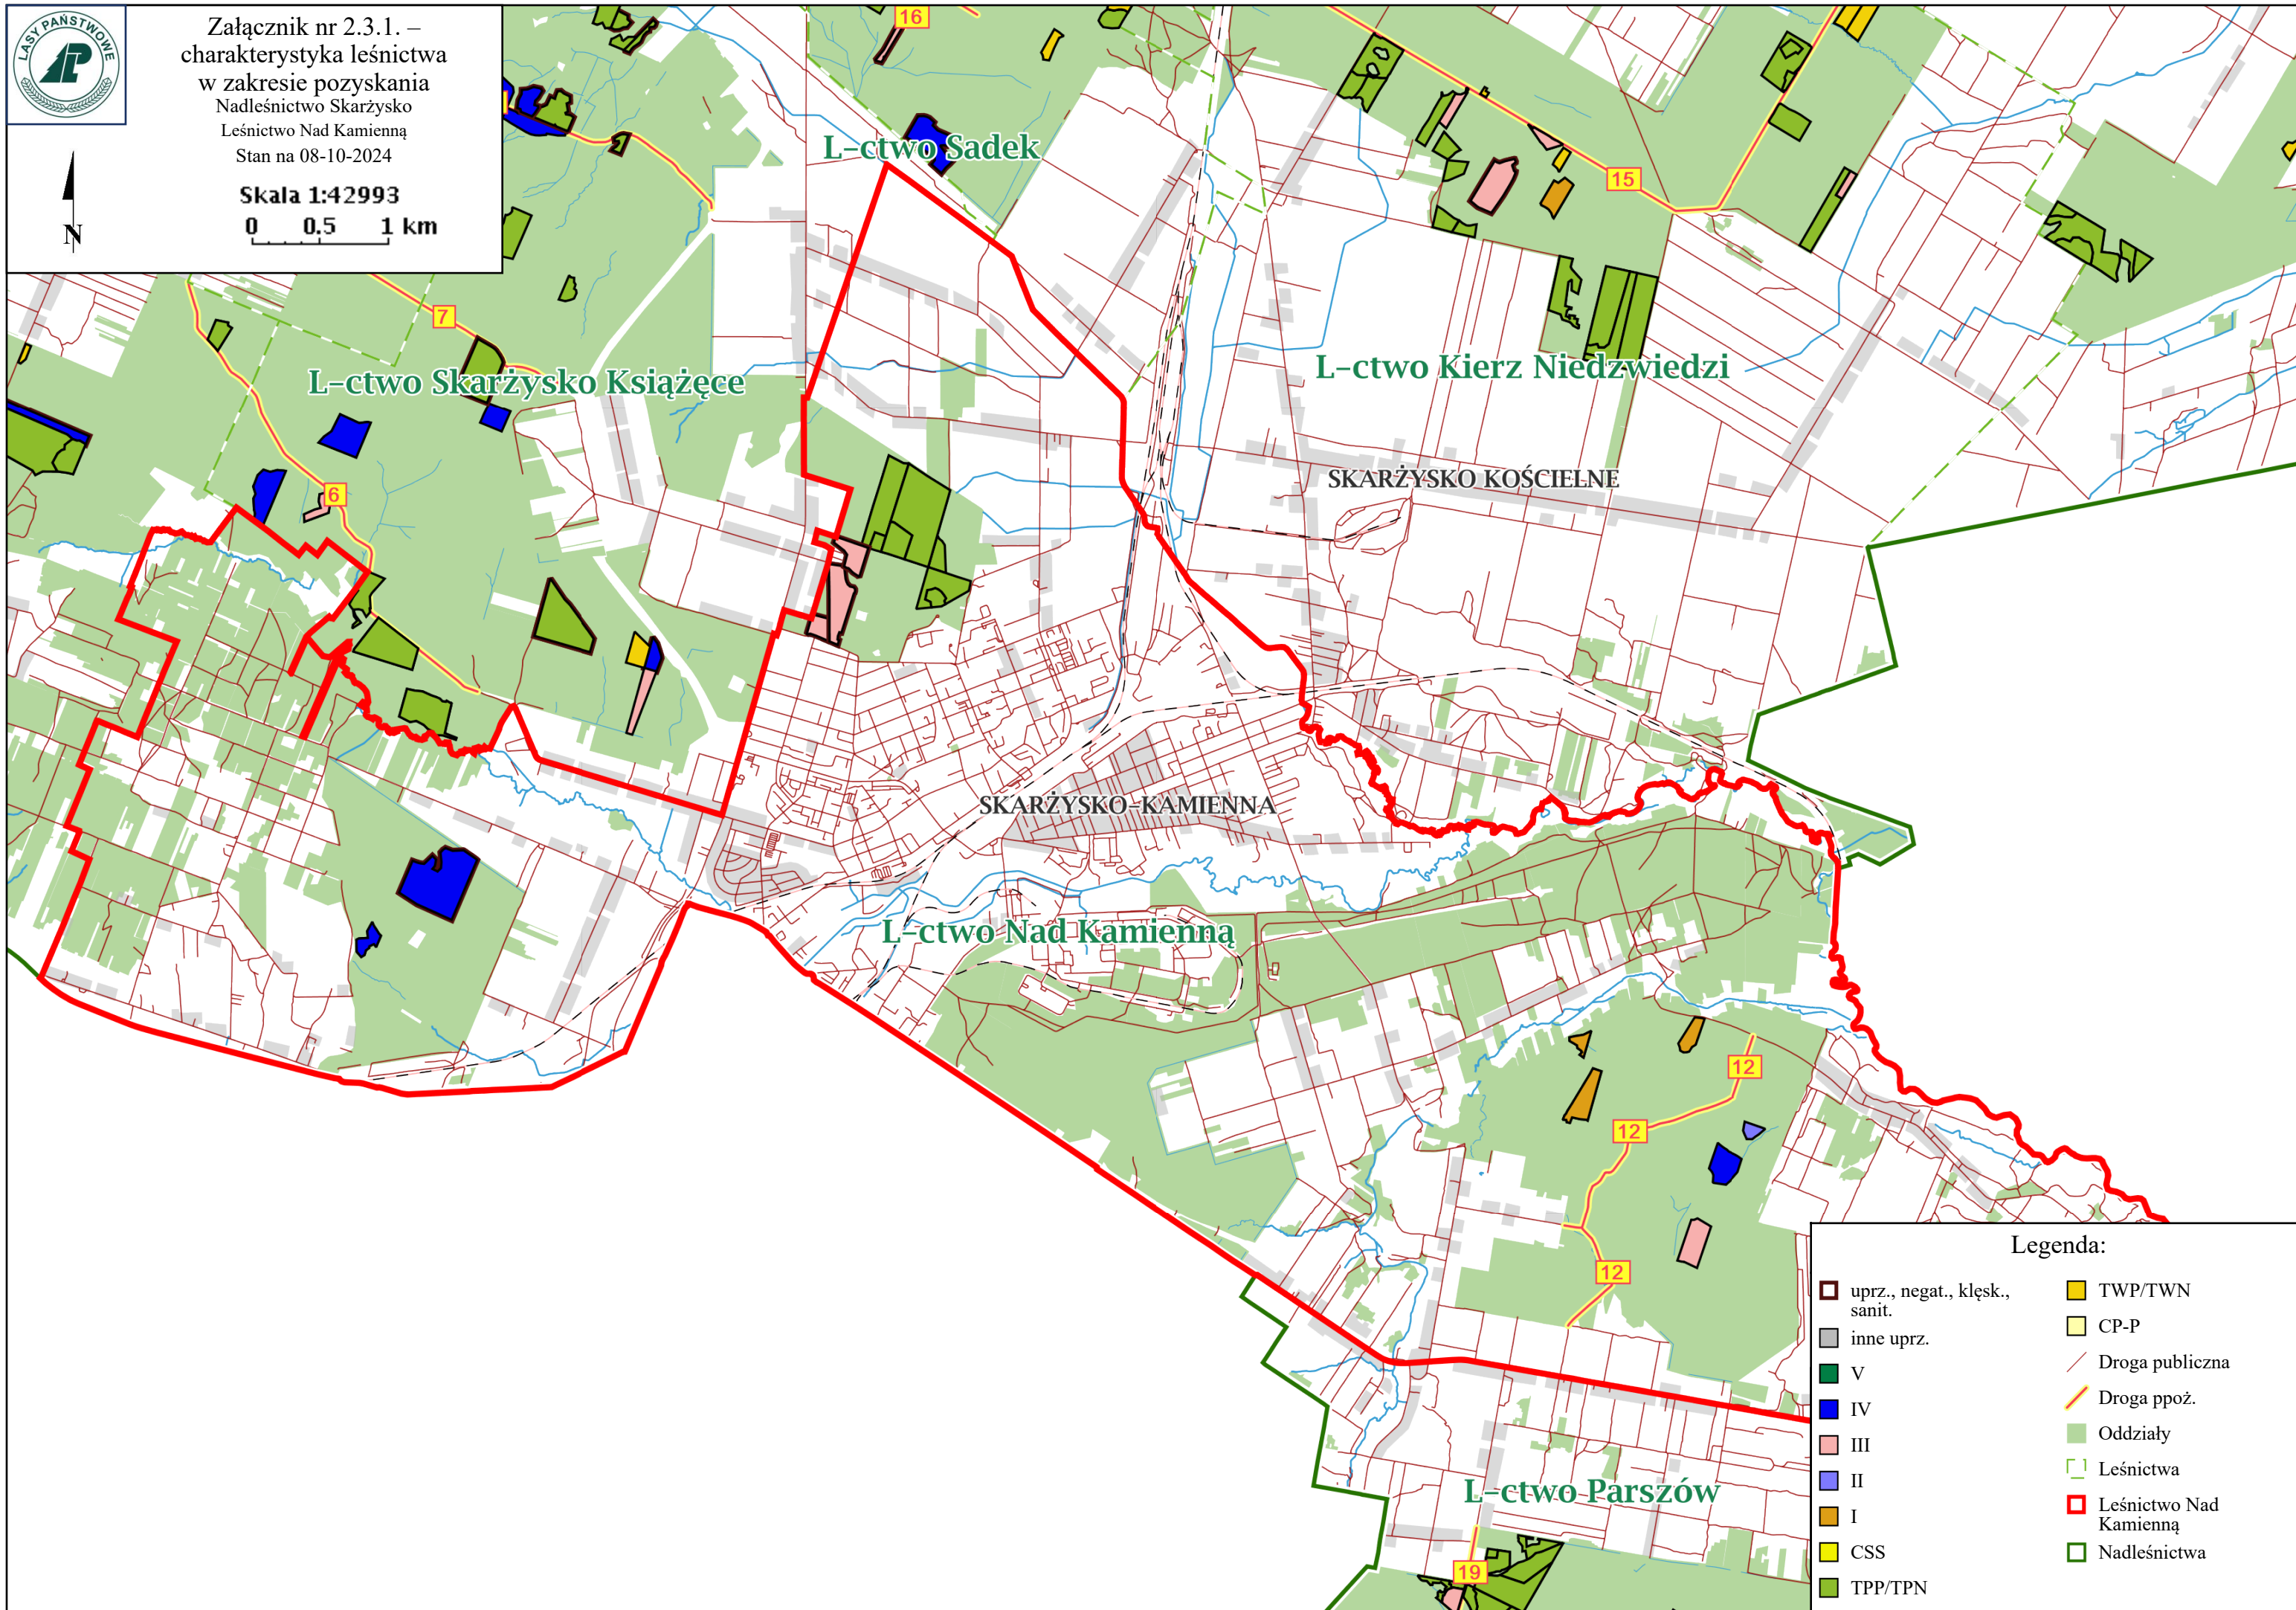 LASY PAŃSTWOWE
Załącznik nr 2.3.1. –
charakterystyka leśnictwa
w zakresie pozyskania
Nadleśnictwo Skarżysko
Leśnictwo Nad Kamienną
Stan na 08-10-2024
Skala 1:42993
0 0.5 1 km
N
16
L-ctwo Sadek
15
7
L-ctwo Skarżysko Książęce
L-ctwo Kierz Niedzwiedzi
6
SKARŻYSKO KOŚCIELNE
SKARŻYSKO-KAMIENNA
L-ctwo Nad Kamienną
12
12
12
L-ctwo Parszów
19
Legenda:
uprz., negat., klęsk.,
sanit.
inne uprz.
V
IV
III
II
I
CSS
TPP/TPN
TWP/TWN
CP-P
Droga publiczna
Droga ppoż.
Oddziały
Leśnictwa
Leśnictwo Nad
Kamienną
Nadleśnictwa